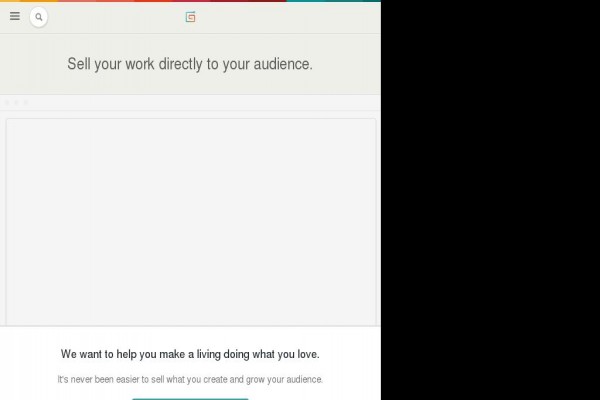 Sell your work directly to your audience.
We want to help you make a living doing what you love.
It's never been easier to sell what you create and grow your audience.